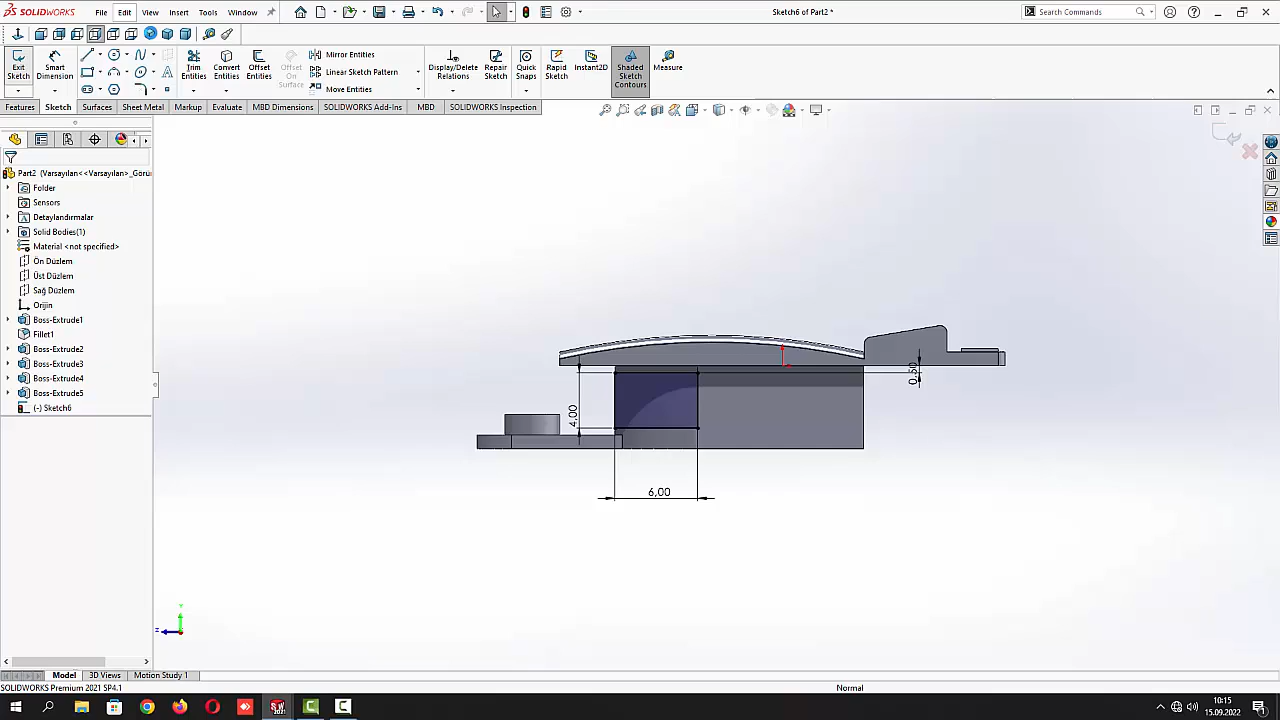 SOLIDWORKS File Edit View Insert Tools Window Sketch6 of Part2 * Search Commands
Exit Sketch
Smart Dimension
Trim Entities
Convert Entities
Offset Entities
Offset On Surface
Mirror Entities
Linear Sketch Pattern
Move Entities
Display/Delete Relations
Repair Sketch
Quick Snaps
Rapid Sketch
Instant2D
Shaded Sketch Contours
Measure
Features Sketch Surfaces Sheet Metal Markup Evaluate MBD Dimensions SOLIDWORKS Add-Ins MBD SOLIDWORKS Inspection
Part2 (Varsayılan<<Varsayılan>_Görü
Folder
Sensors
Detaylandırmalar
Solid Bodies(1)
Material <not specified>
Ön Düzlem
Üst Düzlem
Sağ Düzlem
Orijin
Boss-Extrude1
Fillet1
Boss-Extrude2
Boss-Extrude3
Boss-Extrude4
Boss-Extrude5
(-) Sketch6
0,50
4,00
6,00
Model 3D Views Motion Study 1
SOLIDWORKS Premium 2021 SP4.1 Normal
10:15
15.09.2022